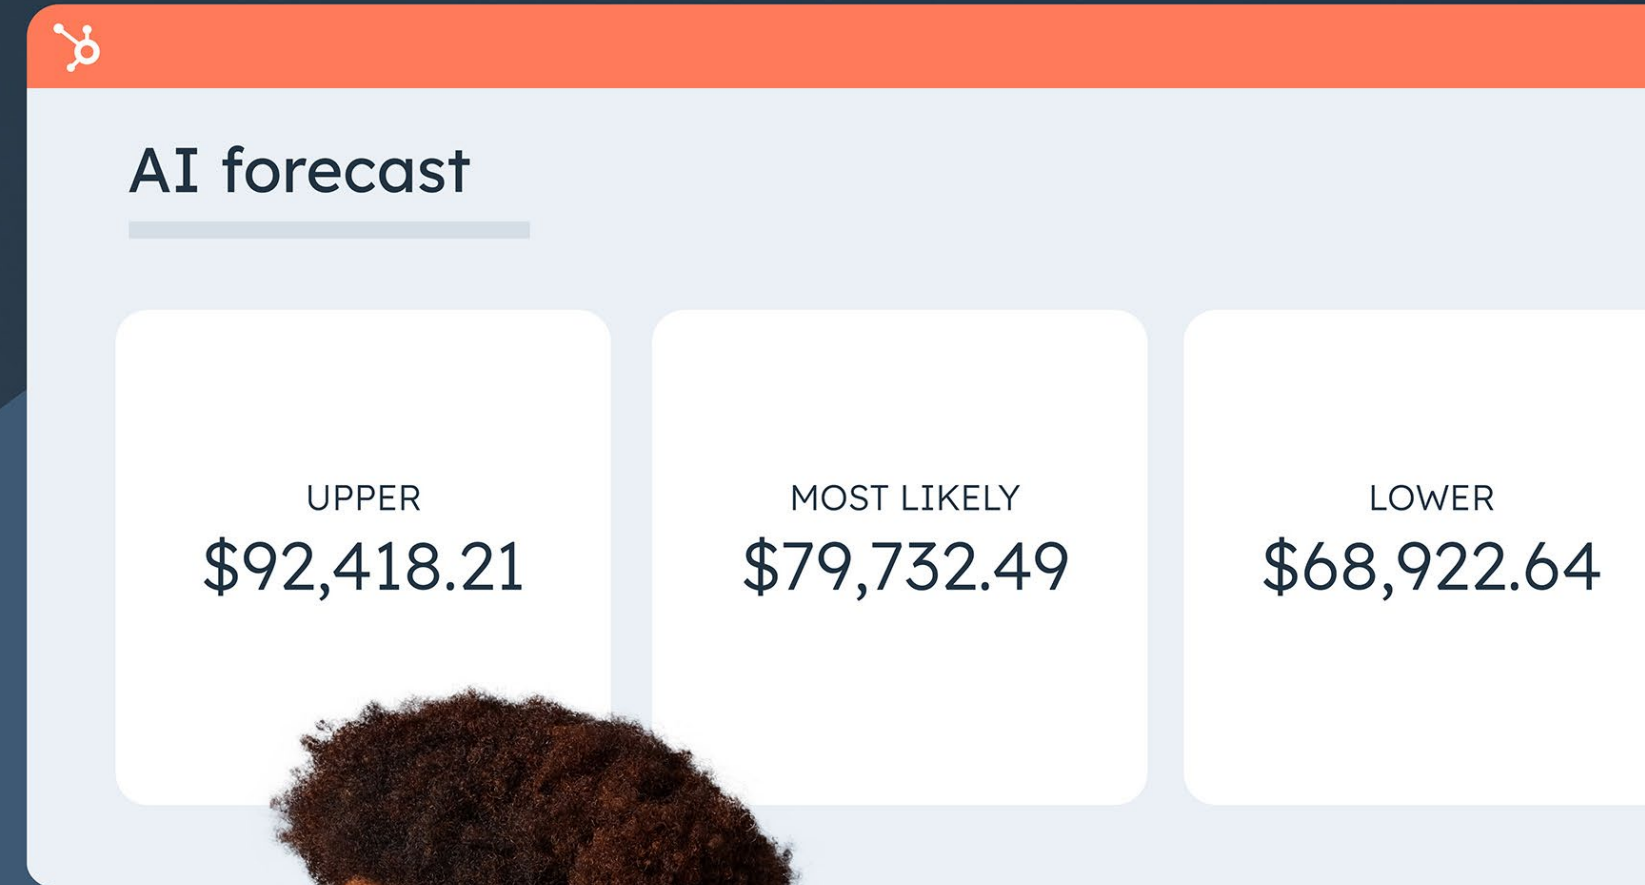 AI forecast
UPPER
$92,418.21
MOST LIKELY
$79,732.49
LOWER
$68,922.64